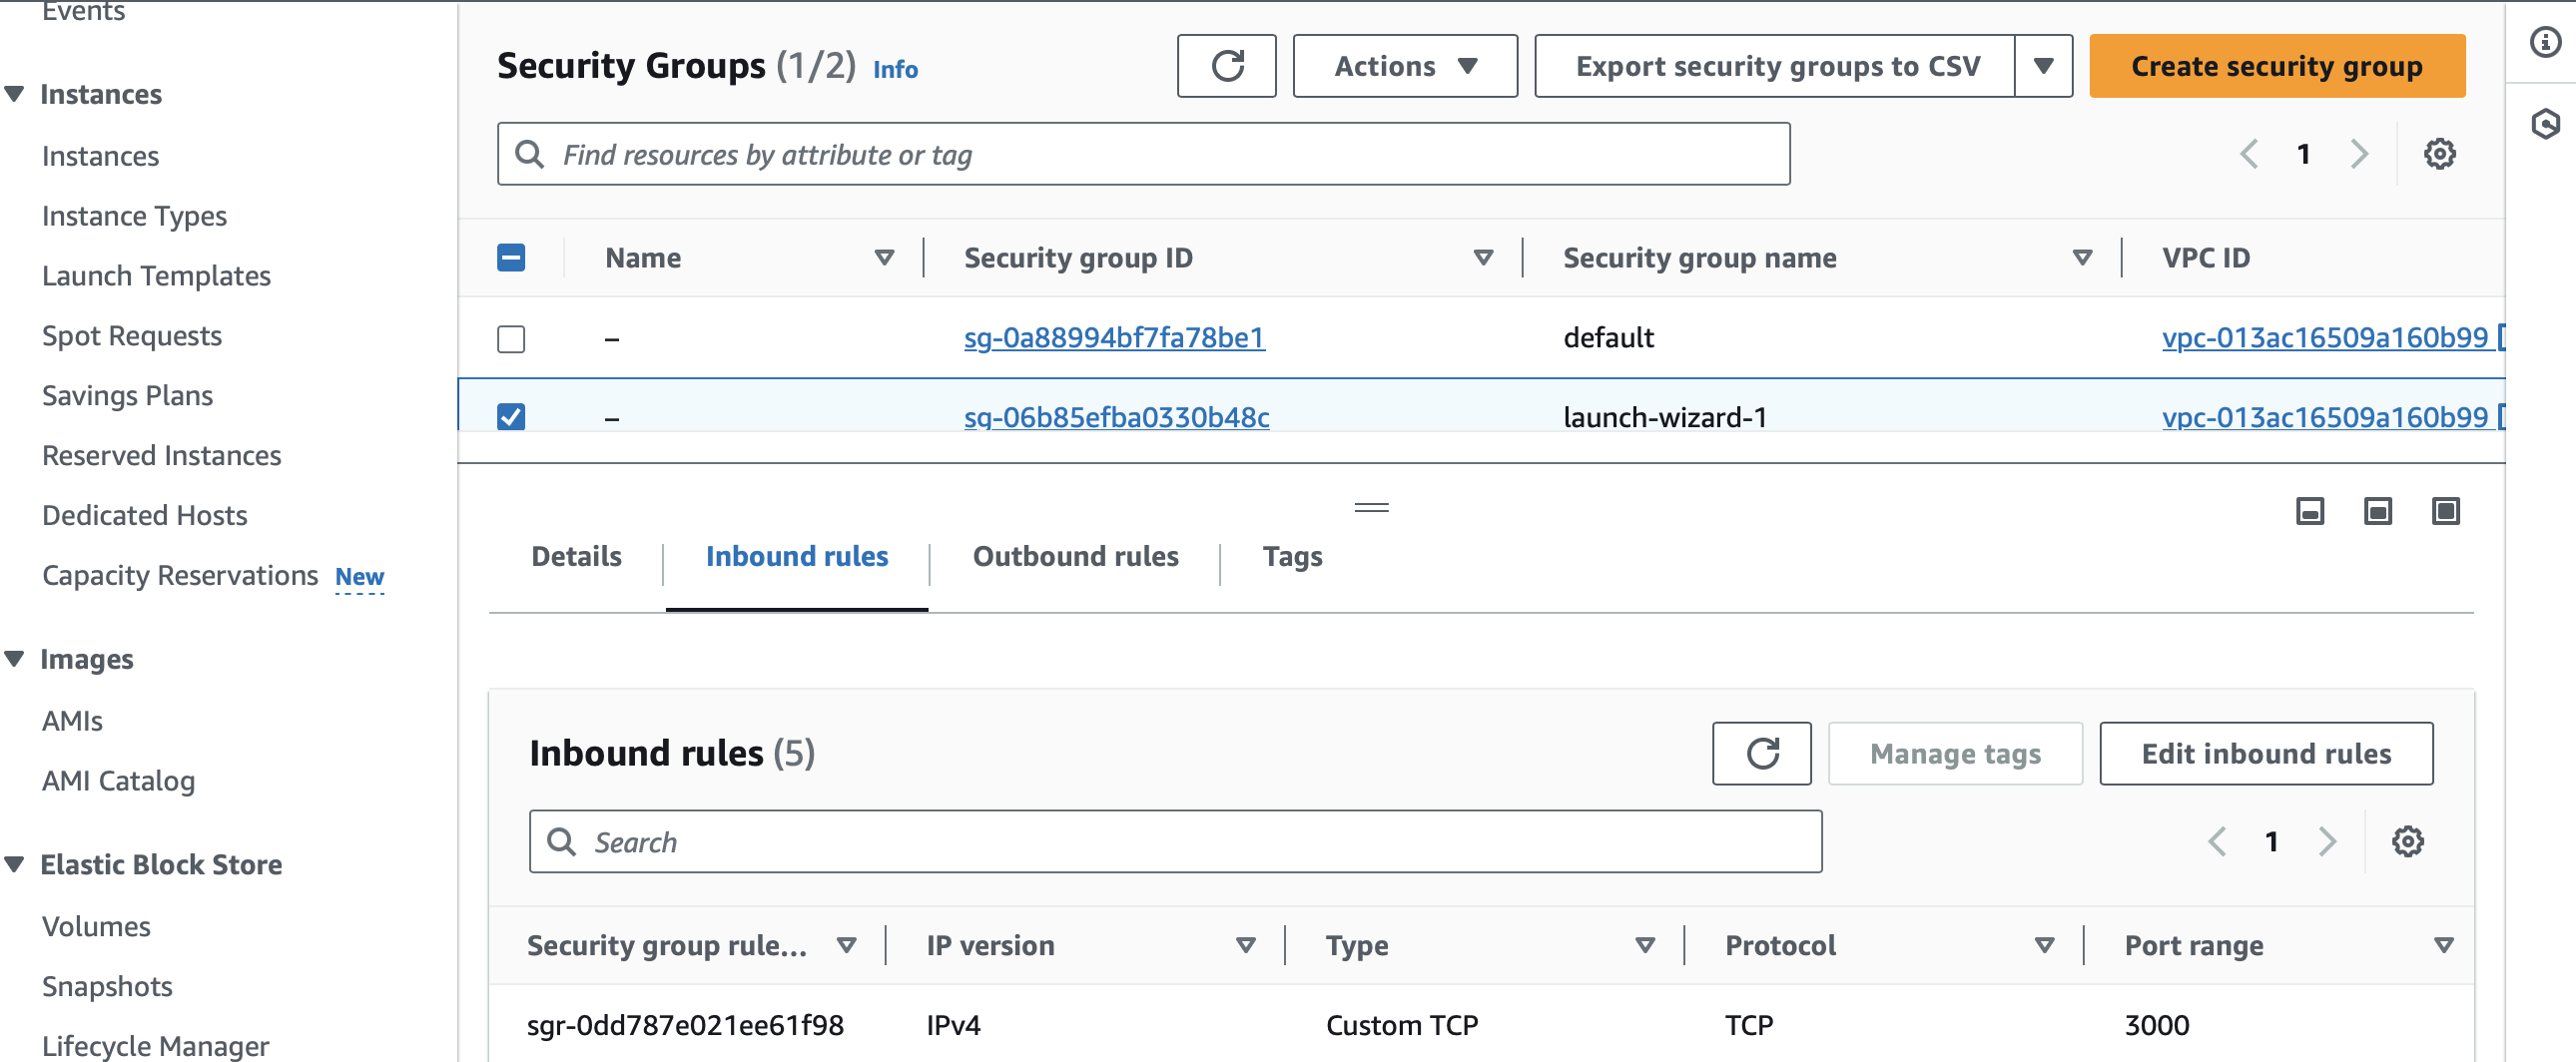 Events
Instances
Instances
Instance Types
Launch Templates
Spot Requests
Savings Plans
Reserved Instances
Dedicated Hosts
Capacity Reservations New
Images
AMIs
AMI Catalog
Elastic Block Store
Volumes
Snapshots
Lifecycle Manager
Security Groups (1/2) Info
Actions
Export security groups to CSV
Create security group
Find resources by attribute or tag
1
Name Security group ID Security group name VPC ID
– sg-0a88994bf7fa78be1 default vpc-013ac16509a160b99
– sg-06b85efba0330b48c launch-wizard-1 vpc-013ac16509a160b99
Details Inbound rules Outbound rules Tags
Inbound rules (5)
Manage tags
Edit inbound rules
Search
1
Security group rule... IP version Type Protocol Port range
sgr-0dd787e021ee61f98 IPv4 Custom TCP TCP 3000